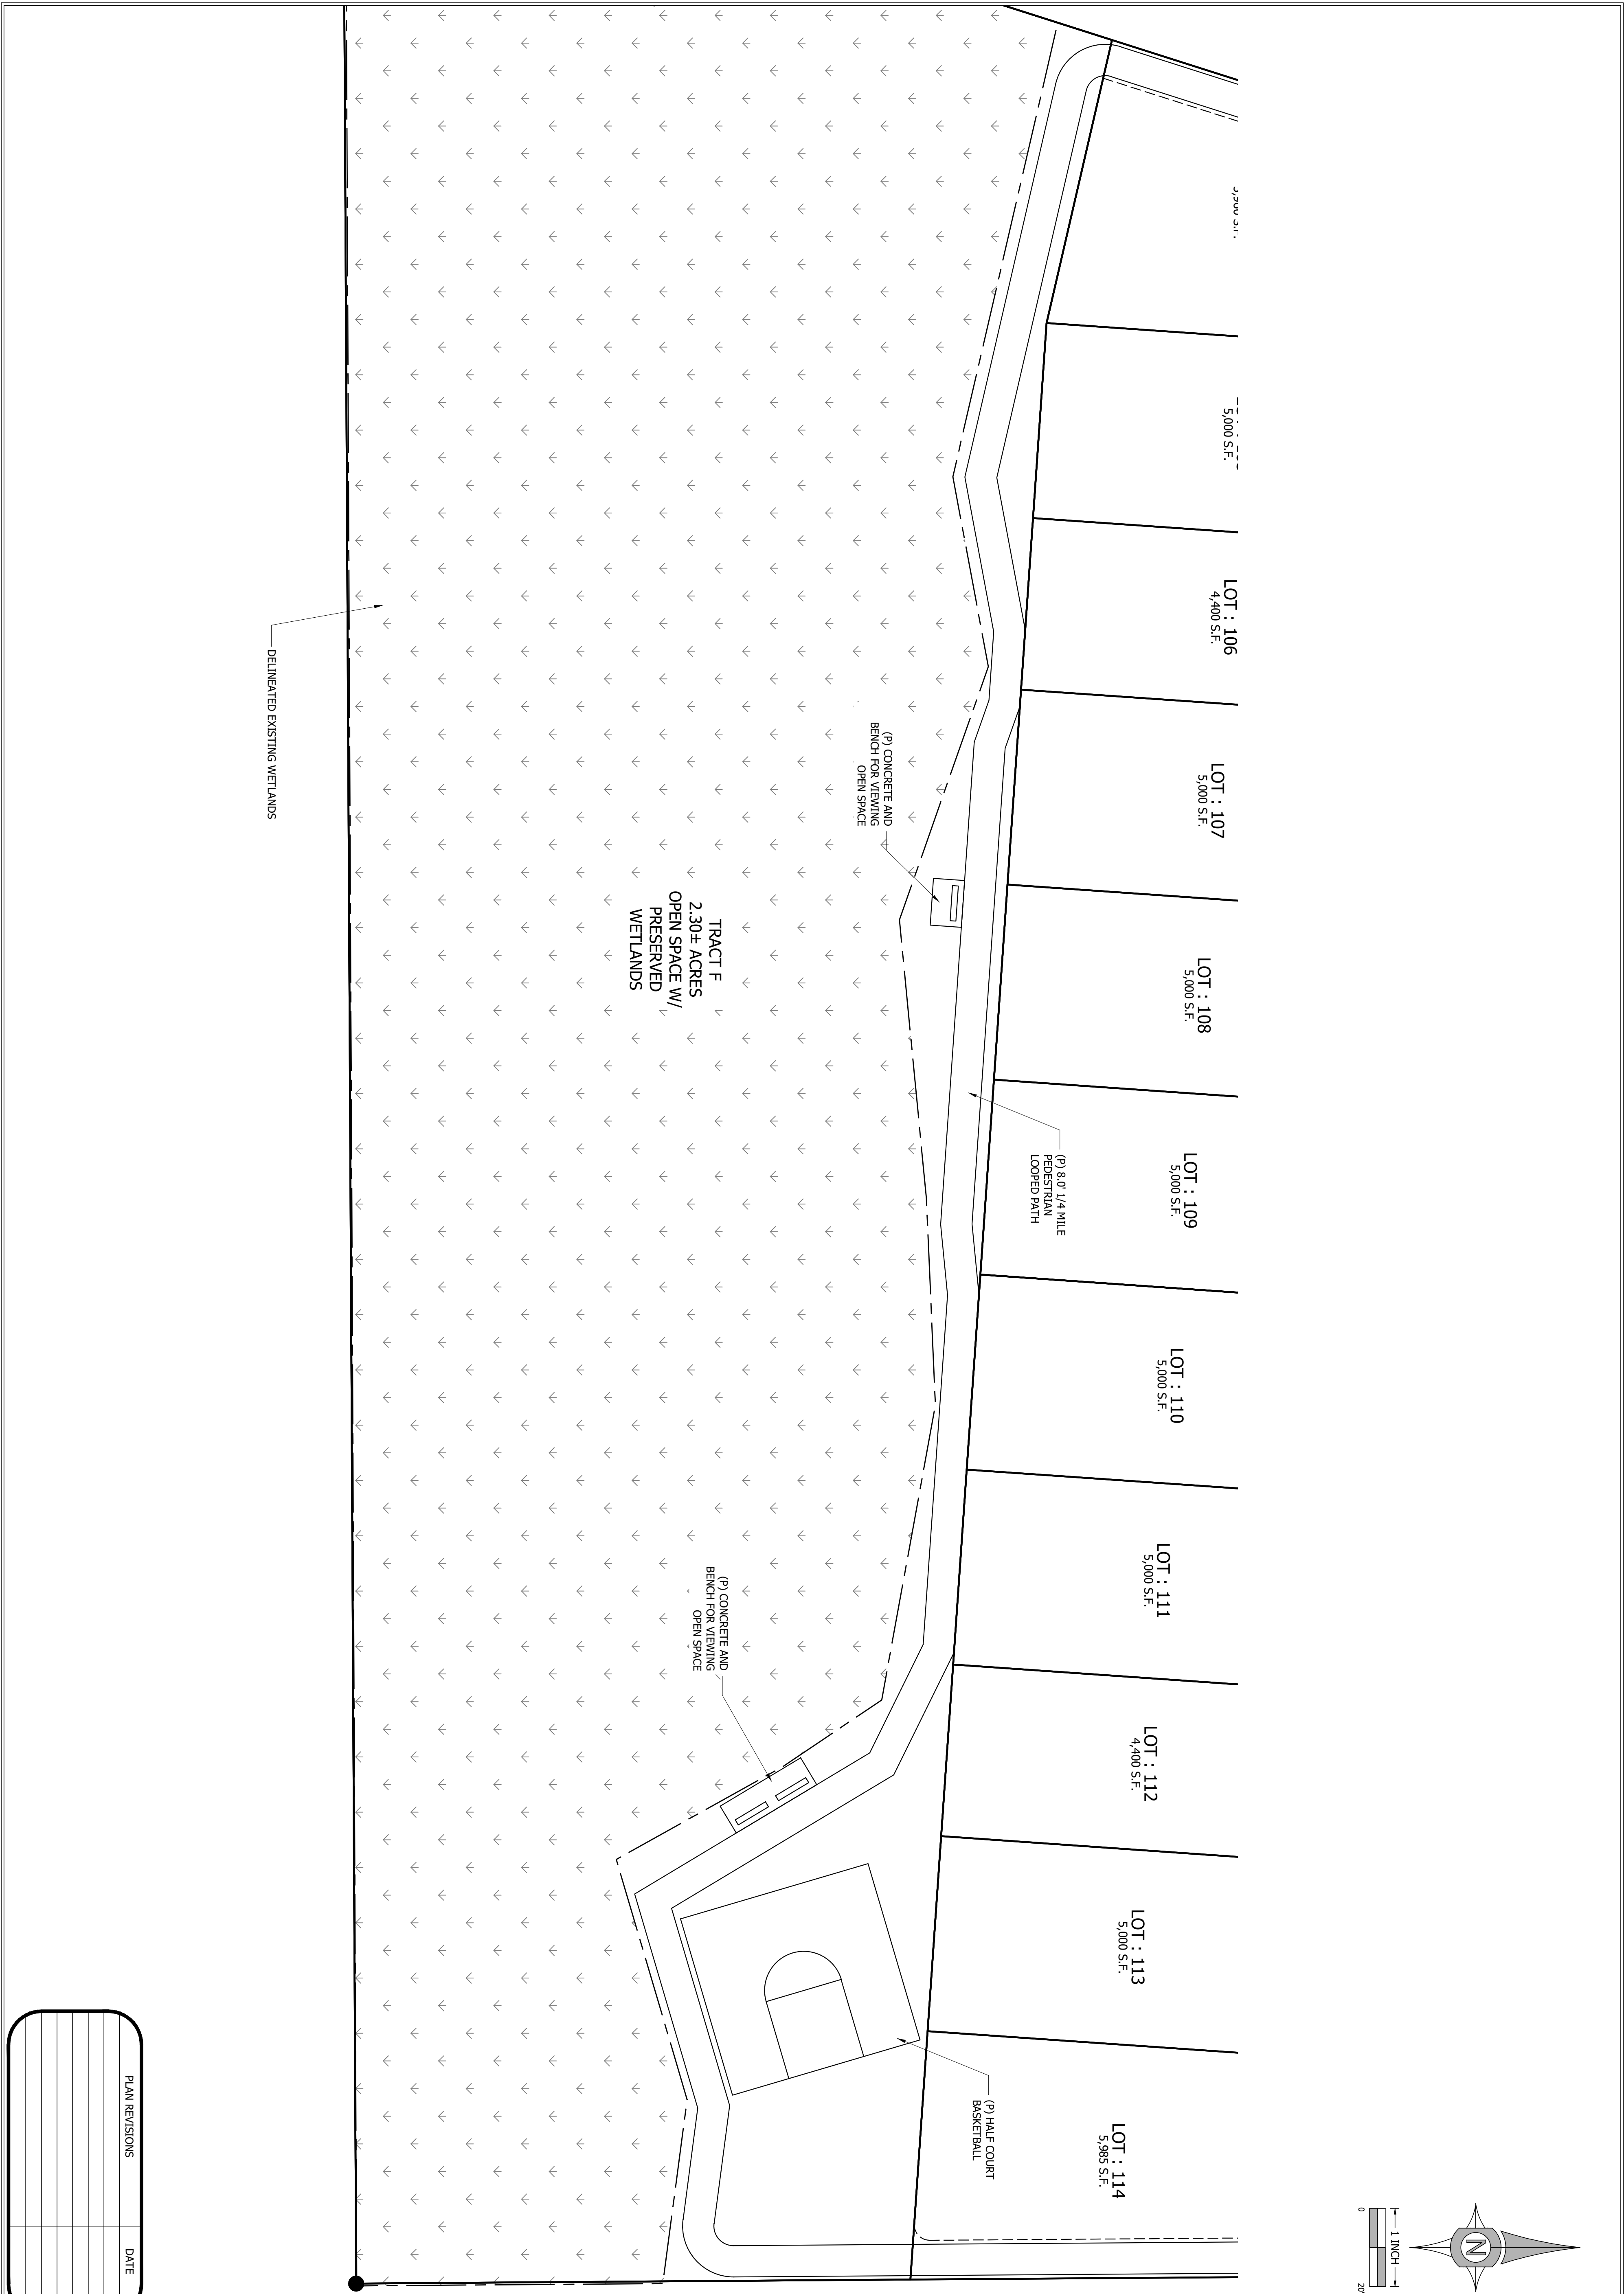 5,000 S.F.
LOT : 106
4,400 S.F.
LOT : 107
5,000 S.F.
LOT : 108
5,000 S.F.
LOT : 109
5,000 S.F.
LOT : 110
5,000 S.F.
LOT : 111
5,000 S.F.
LOT : 112
4,400 S.F.
LOT : 113
5,000 S.F.
LOT : 114
5,985 S.F.
N
1 INCH
0
20'
(P) 8.0' 1/4 MILE
PEDESTRIAN
LOOPED PATH
(P) HALF COURT
BASKETBALL
(P) CONCRETE AND
BENCH FOR VIEWING
OPEN SPACE
TRACT F
2.30± ACRES
OPEN SPACE W/
PRESERVED
WETLANDS
(P) CONCRETE AND
BENCH FOR VIEWING
OPEN SPACE
DELINEATED EXISTING WETLANDS
PLAN REVISIONS
DATE